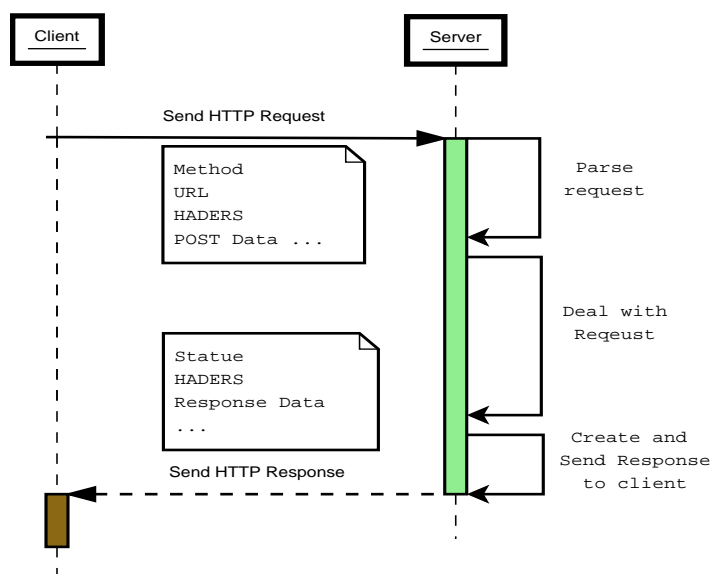 Client
Server
Send HTTP Request
Method
URL
HADERS
POST Data ...
Parse
request
Deal with
Reqeust
Statue
HADERS
Response Data
...
Create and
Send Response
to client
Send HTTP Response